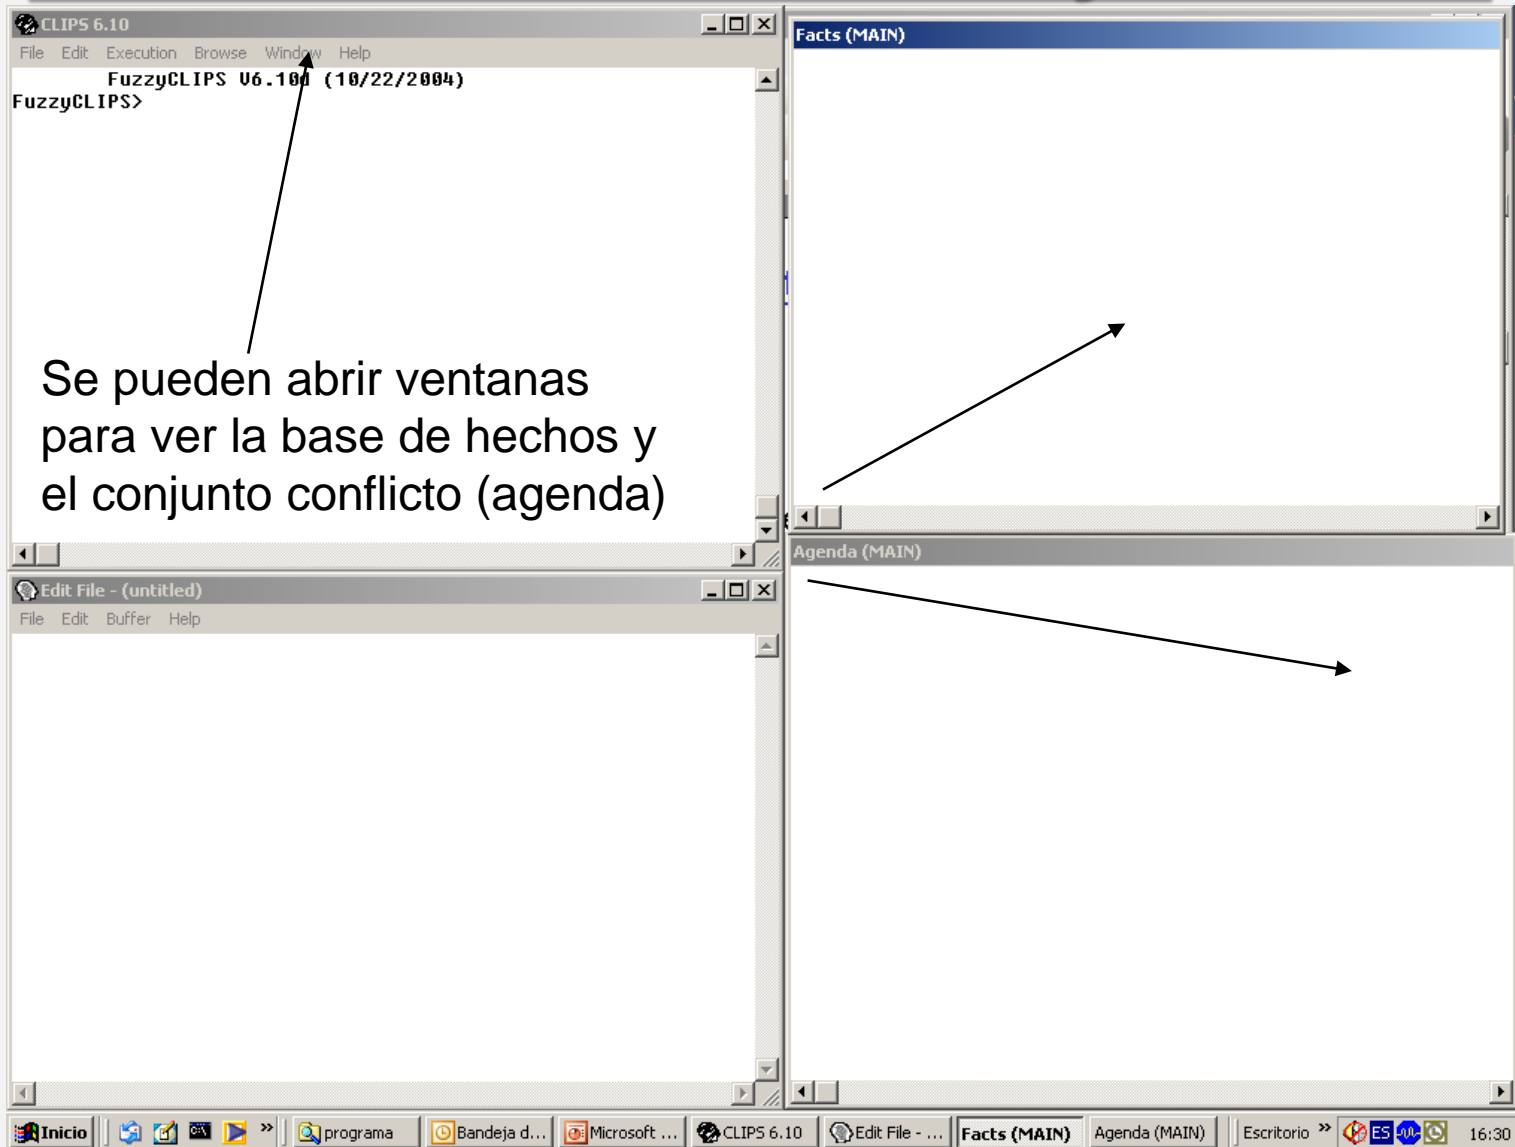 CLIPS 6.10
File Edit Execution Browse Window Help
FuzzyCLIPS V6.10d (10/22/2004)
FuzzyCLIPS>
Se pueden abrir ventanas
para ver la base de hechos y
el conjunto conflicto (agenda)
Facts (MAIN)
Edit File - (untitled)
File Edit Buffer Help
Agenda (MAIN)
Inicio » programa Bandeja d... Microsoft ... CLIPS 6.10 Edit File - ... Facts (MAIN) Agenda (MAIN) Escritorio » ES 16:30